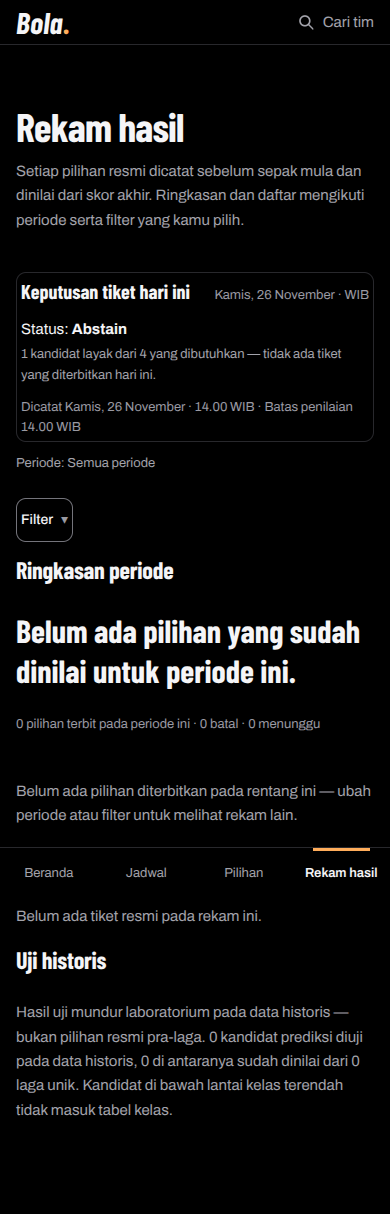 Bola.
Cari tim
Rekam hasil
Setiap pilihan resmi dicatat sebelum sepak mula dan
dinilai dari skor akhir. Ringkasan dan daftar mengikuti
periode serta filter yang kamu pilih.
Keputusan tiket hari ini
Kamis, 26 November · WIB
Status: Abstain
1 kandidat layak dari 4 yang dibutuhkan — tidak ada tiket
yang diterbitkan hari ini.
Dicatat Kamis, 26 November · 14.00 WIB · Batas penilaian
14.00 WIB
Periode: Semua periode
Filter ▾
Ringkasan periode
Belum ada pilihan yang sudah
dinilai untuk periode ini.
0 pilihan terbit pada periode ini · 0 batal · 0 menunggu
Belum ada pilihan diterbitkan pada rentang ini — ubah
periode atau filter untuk melihat rekam lain.
Beranda
Jadwal
Pilihan
Rekam hasil
Belum ada tiket resmi pada rekam ini.
Uji historis
Hasil uji mundur laboratorium pada data historis —
bukan pilihan resmi pra-laga. 0 kandidat prediksi diuji
pada data historis, 0 di antaranya sudah dinilai dari 0
laga unik. Kandidat di bawah lantai kelas terendah
tidak masuk tabel kelas.